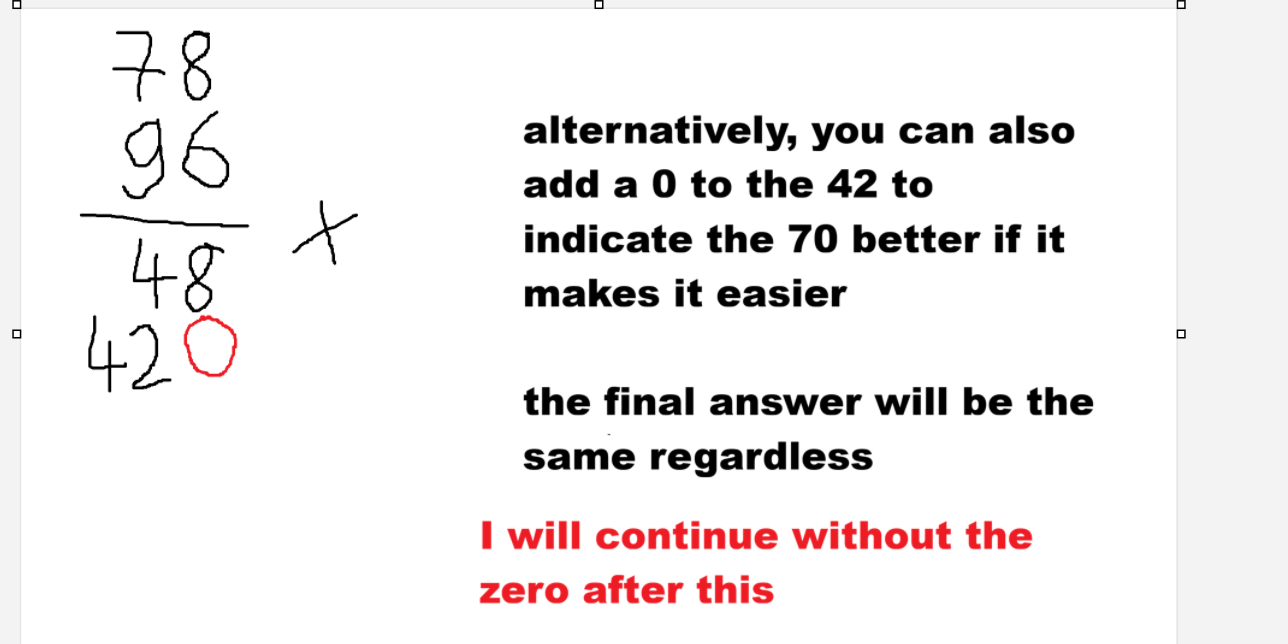 78
96
×
48
420
alternatively, you can also
add a 0 to the 42 to
indicate the 70 better if it
makes it easier
the final answer will be the
same regardless
I will continue without the
zero after this